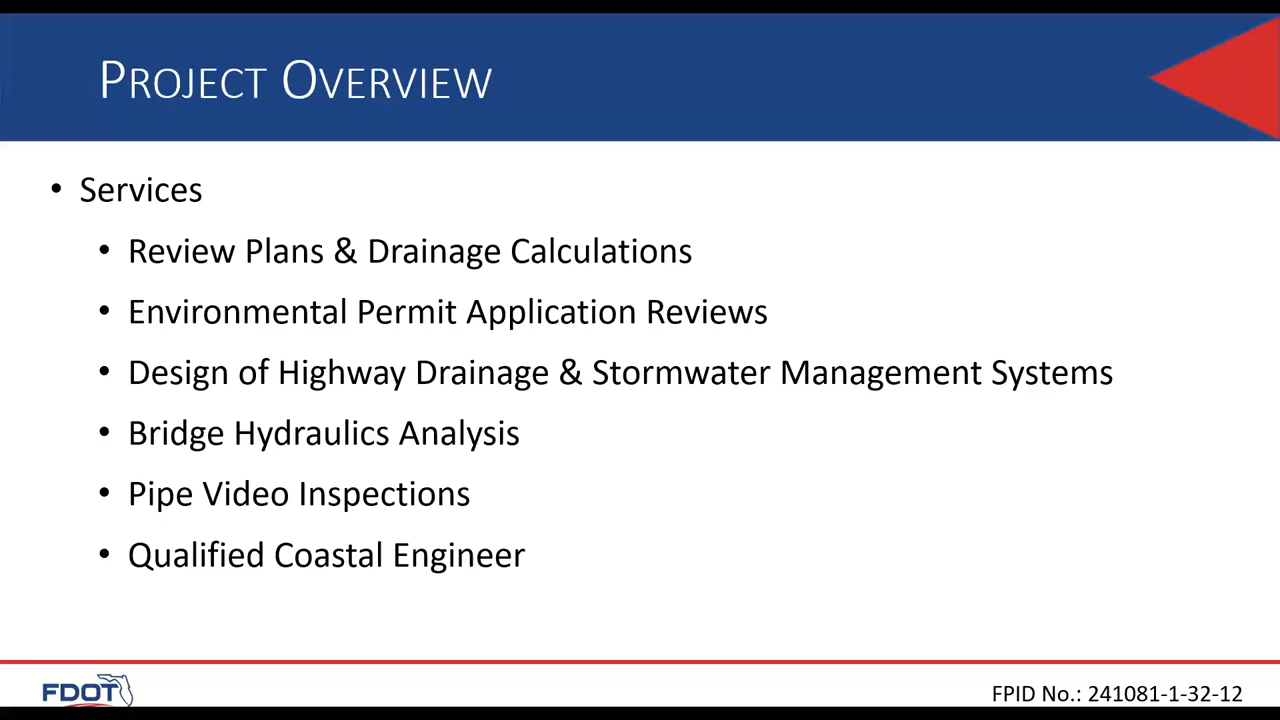 PROJECT OVERVIEW
• Services
• Review Plans & Drainage Calculations
• Environmental Permit Application Reviews
• Design of Highway Drainage & Stormwater Management Systems
• Bridge Hydraulics Analysis
• Pipe Video Inspections
• Qualified Coastal Engineer
FDOT
FPID No.: 241081-1-32-12